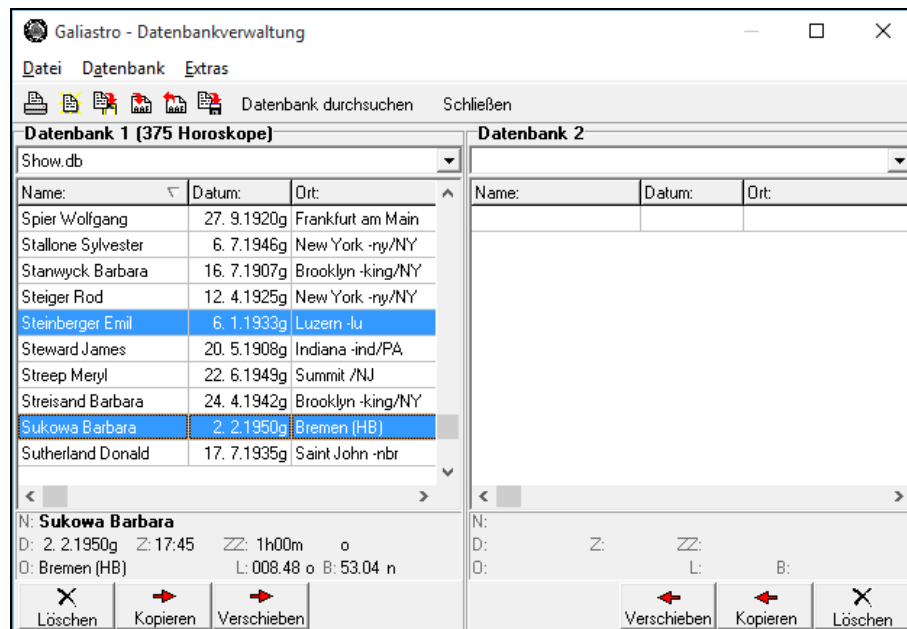 Galiastro - Datenbankverwaltung
Datei Datenbank Extras
Datenbank durchsuchen Schließen
Datenbank 1 (375 Horoskope)
Show.db
Name: Datum: Ort:
Spier Wolfgang 27. 9.1920g Frankfurt am Main
Stallone Sylvester 6. 7.1946g New York -ny/NY
Stanwyck Barbara 16. 7.1907g Brooklyn -king/NY
Steiger Rod 12. 4.1925g New York -ny/NY
Steinberger Emil 6. 1.1933g Luzern -lu
Steward James 20. 5.1908g Indiana -ind/PA
Streep Meryl 22. 6.1949g Summit /NJ
Streisand Barbara 24. 4.1942g Brooklyn -king/NY
Sukowa Barbara 2. 2.1950g Bremen (HB)
Sutherland Donald 17. 7.1935g Saint John -nbr
N: Sukowa Barbara
D: 2. 2.1950g Z: 17:45 ZZ: 1h00m o
O: Bremen (HB) L: 008.48 o B: 53.04 n
Löschen Kopieren Verschieben
Datenbank 2
Name: Datum: Ort:
N:
D: Z: ZZ:
O: L: B:
Verschieben Kopieren Löschen